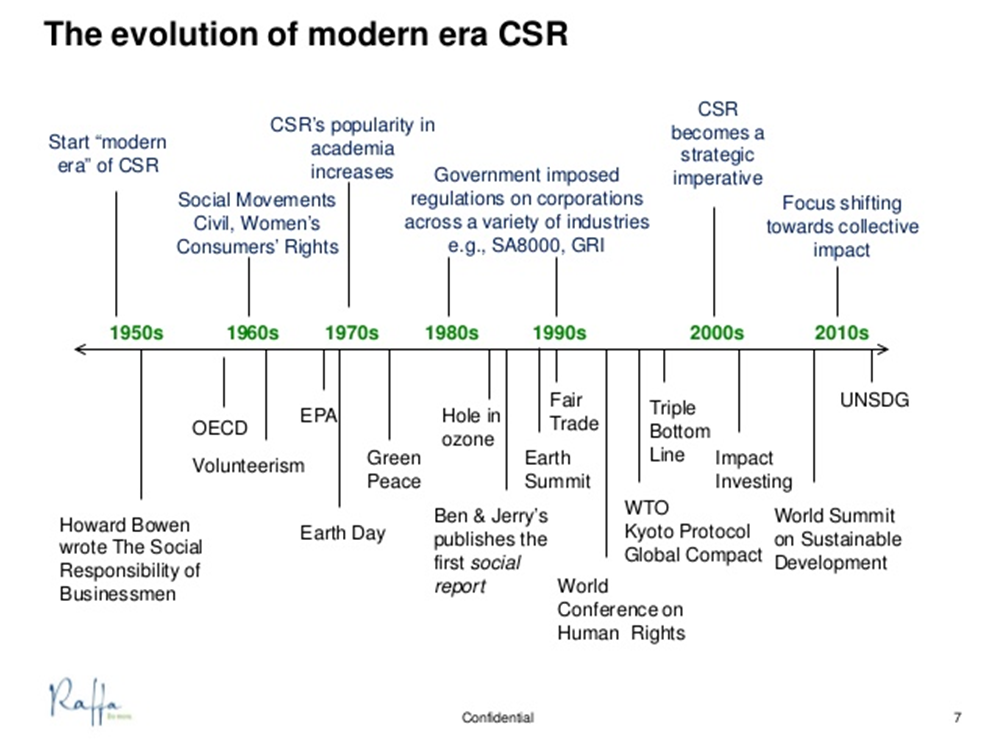 The evolution of modern era CSR
Start “modern
era” of CSR
Social Movements
Civil, Women’s
Consumers’ Rights
CSR’s popularity in
academia
increases
Government imposed
regulations on corporations
across a variety of industries
e.g., SA8000, GRI
CSR
becomes a
strategic
imperative
Focus shifting
towards collective
impact
1950s 1960s 1970s 1980s 1990s 2000s 2010s
Howard Bowen
wrote The Social
Responsibility of
Businessmen
OECD
Volunteerism
EPA
Earth Day
Green
Peace
Hole in
ozone
Ben & Jerry’s
publishes the
first social
report
Earth
Summit
Fair
Trade
World
Conference on
Human Rights
WTO
Kyoto Protocol
Global Compact
Triple
Bottom
Line
Impact
Investing
World Summit
on Sustainable
Development
UNSDG
Raffa
Confidential
7